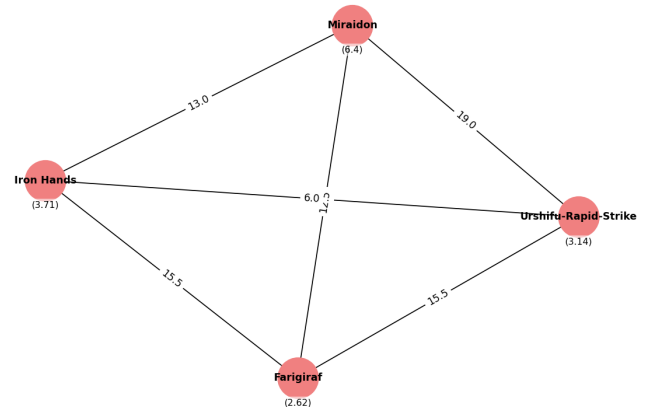 Miraidon
(6.4)
13.0
19.0
Iron Hands
(3.71)
6.0
Urshifu-Rapid-Strike
(3.14)
15.5
15.5
Farigiraf
(2.62)